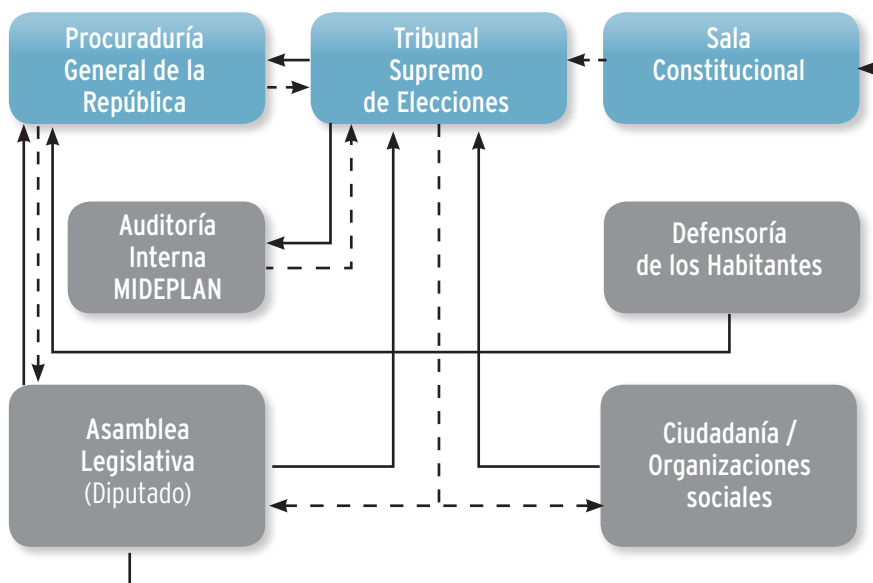 Procuraduría
General de la
República
Tribunal
Supremo
de Elecciones
Sala
Constitucional
Auditoría
Interna
MIDEPLAN
Defensoría
de los Habitantes
Asamblea
Legislativa
(Diputado)
Ciudadanía /
Organizaciones
sociales